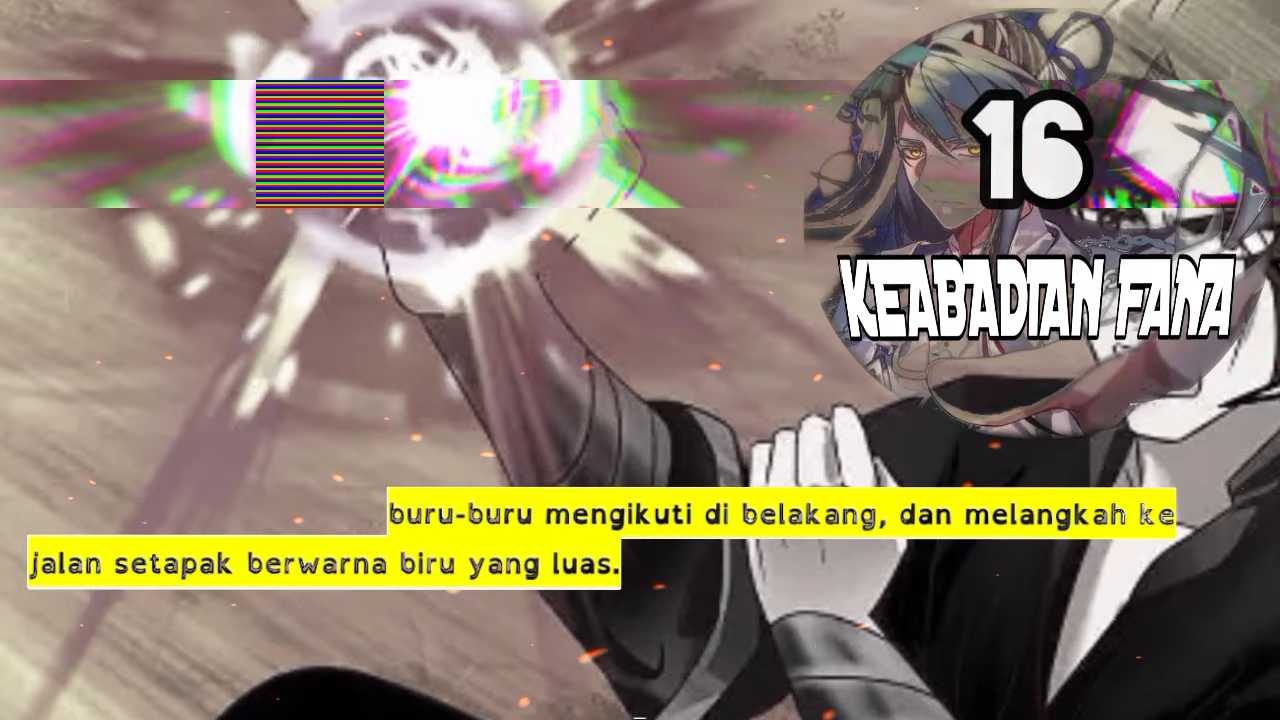 16
KEABADIAN FANA
buru-buru mengikuti di belakang, dan melangkah ke
jalan setapak berwarna biru yang luas.